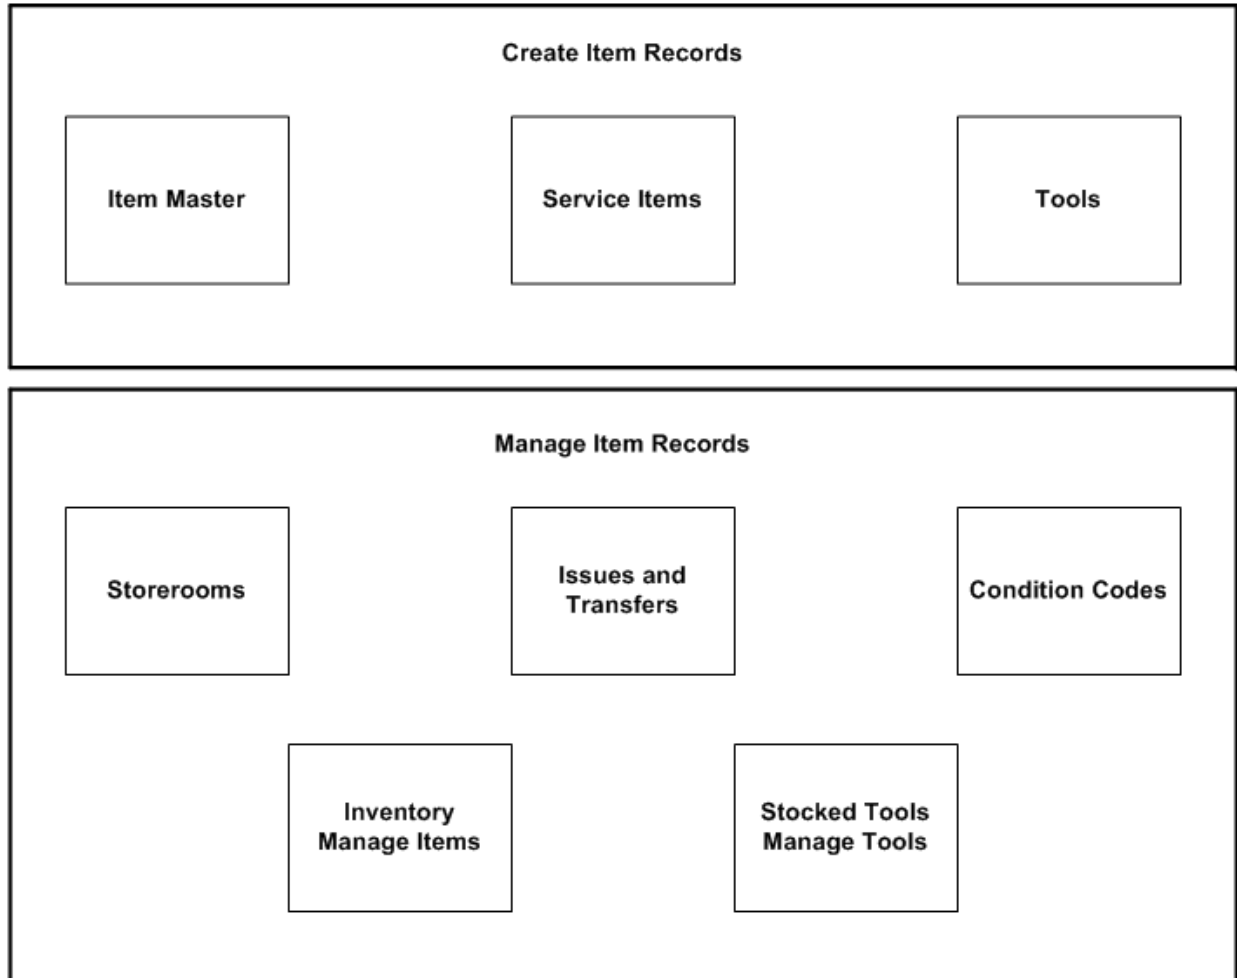 Create Item Records
Item Master
Service Items
Tools
Manage Item Records
Storerooms
Issues and
Transfers
Condition Codes
Inventory
Manage Items
Stocked Tools
Manage Tools